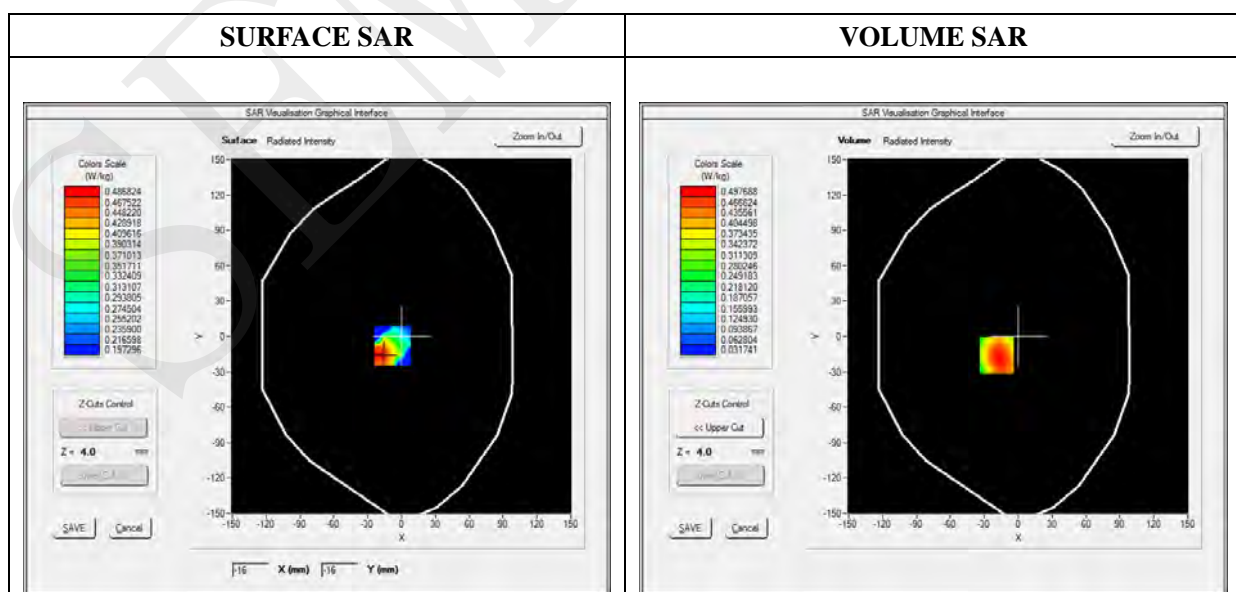 SURFACE SAR
VOLUME SAR
SAR Visualisation Graphical Interface
Surface Radiated Intensity
Zoom In/Out
Colors Scale
(W/kg)
0.486824
0.467522
0.448220
0.428918
0.409616
0.390314
0.371013
0.351711
0.332409
0.313107
0.293805
0.274504
0.255202
0.235900
0.216598
0.197296
150
120
90
60
30
0
-30
-60
-90
-120
-150
Y
-150 -120 -90 -60 -30 0 30 60 90 120 150
X
Z-Cuts Control
<< Upper Cut
Z = 4.0 mm
SAVE Cancel
-16 X (mm) -16 Y (mm)
SAR Visualisation Graphical Interface
Volume Radiated Intensity
Zoom In/Out
Colors Scale
(W/kg)
0.497688
0.466624
0.435561
0.404498
0.373435
0.342372
0.311309
0.280246
0.249183
0.218120
0.187057
0.155993
0.124930
0.093867
0.062804
0.031741
150
120
90
60
30
0
-30
-60
-90
-120
-150
Y
-150 -120 -90 -60 -30 0 30 60 90 120 150
X
Z-Cuts Control
<< Upper Cut
Z = 4.0 mm
SAVE Cancel